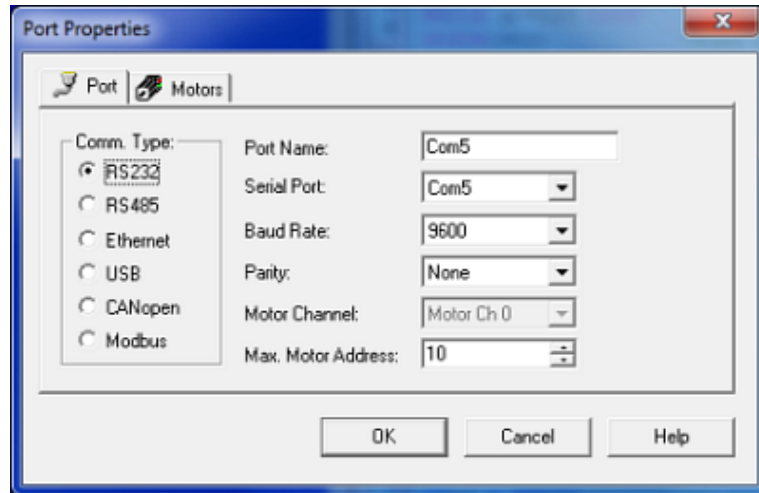 Port Properties
Port
Motors
Comm. Type:
RS232
RS485
Ethernet
USB
CANopen
Modbus
Port Name:
Com5
Serial Port:
Com5
Baud Rate:
9600
Parity:
None
Motor Channel:
Motor Ch 0
Max. Motor Address:
10
OK
Cancel
Help